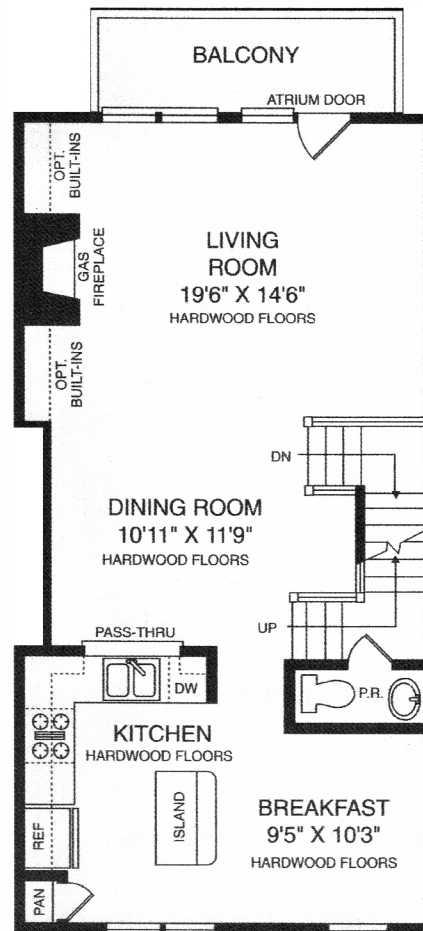 BALCONY
ATRIUM DOOR
OPT.
BUILT-INS
GAS
FIREPLACE
LIVING
ROOM
19'6" X 14'6"
HARDWOOD FLOORS
OPT.
BUILT-INS
DN
DINING ROOM
10'11" X 11'9"
HARDWOOD FLOORS
UP
PASS-THRU
DW
P.R.
KITCHEN
HARDWOOD FLOORS
ISLAND
REF
BREAKFAST
9'5" X 10'3"
HARDWOOD FLOORS
PAN